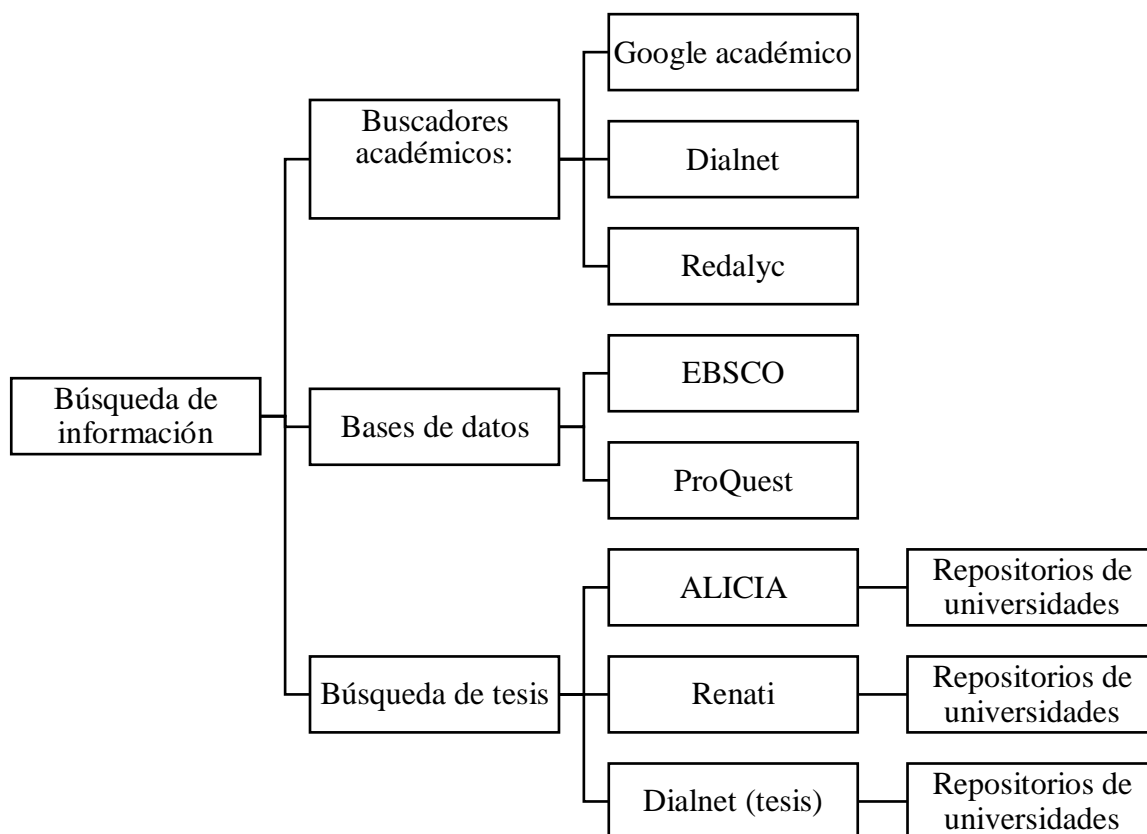 Google académico
Buscadores
académicos:
Dialnet
Redalyc
EBSCO
Búsqueda de
información
Bases de datos
ProQuest
ALICIA
Repositorios de
universidades
Búsqueda de tesis
Renati
Repositorios de
universidades
Dialnet (tesis)
Repositorios de
universidades